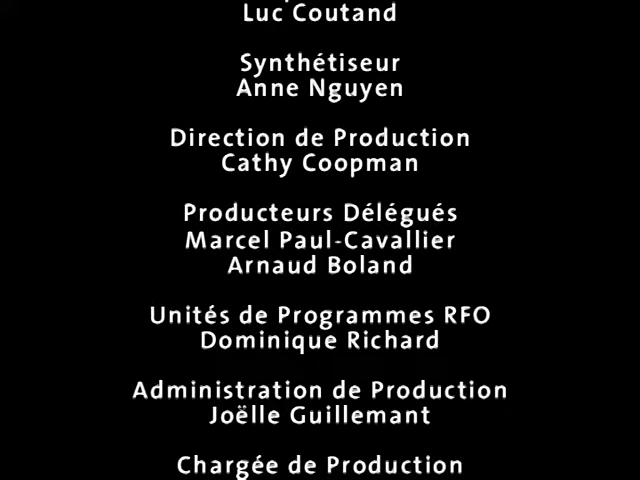 Luc Coutand
Synthétiseur
Anne Nguyen
Direction de Production
Cathy Coopman
Producteurs Délégués
Marcel Paul-Cavallier
Arnaud Boland
Unités de Programmes RFO
Dominique Richard
Administration de Production
Joëlle Guillemant
Chargée de Production